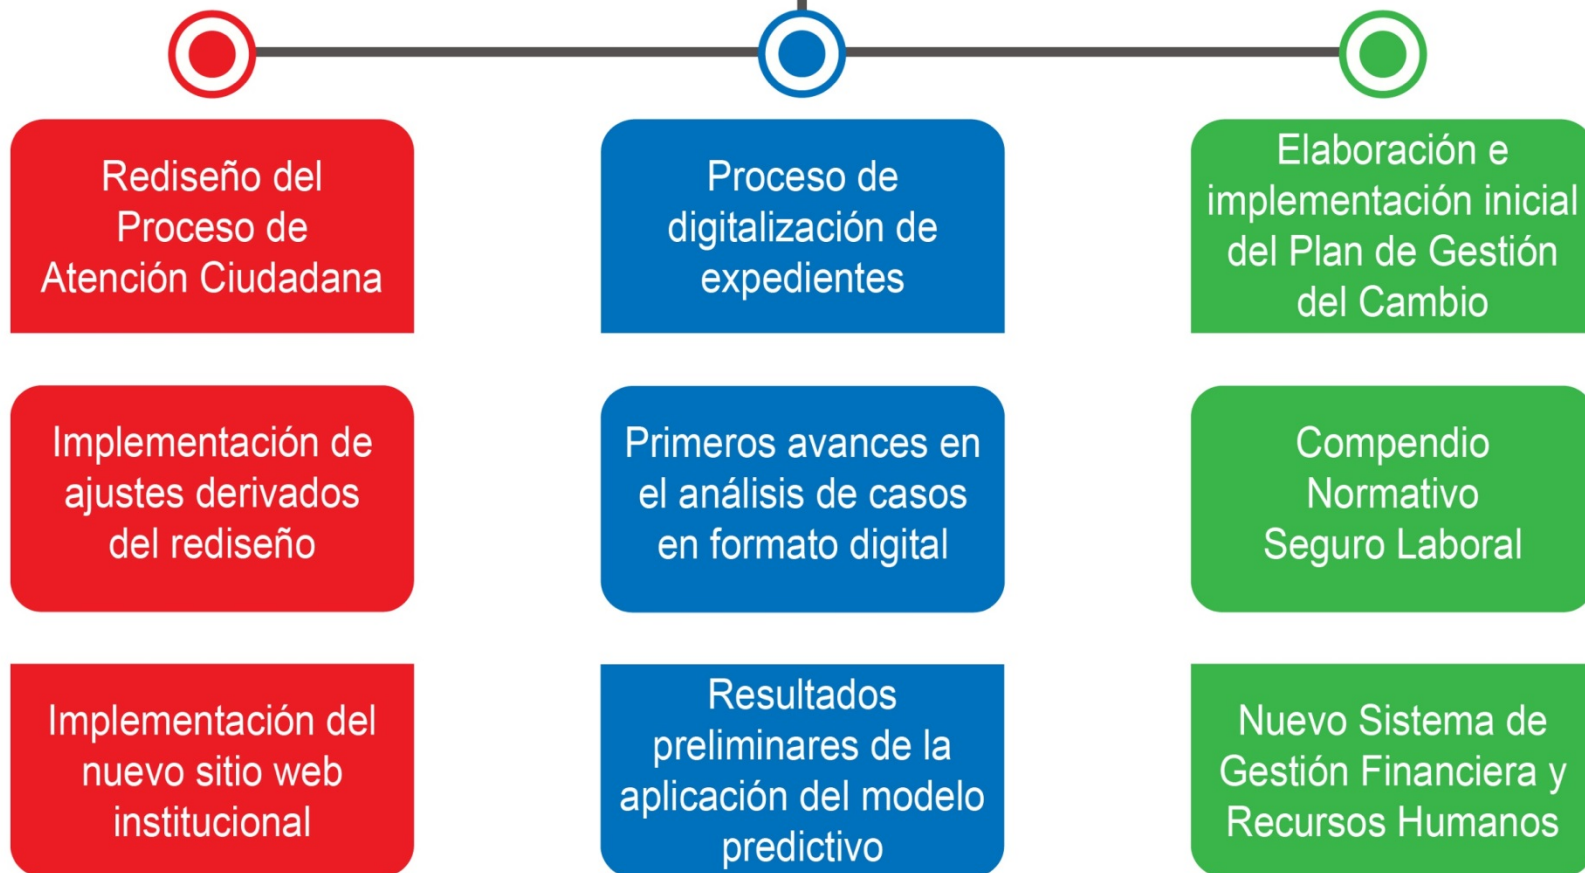 Rediseño del
Proceso de
Atención Ciudadana
Implementación de
ajustes derivados
del rediseño
Implementación del
nuevo sitio web
institucional
Proceso de
digitalización de
expedientes
Primeros avances en
el análisis de casos
en formato digital
Resultados
preliminares de la
aplicación del modelo
predictivo
Elaboración e
implementación inicial
del Plan de Gestión
del Cambio
Compendio
Normativo
Seguro Laboral
Nuevo Sistema de
Gestión Financiera y
Recursos Humanos